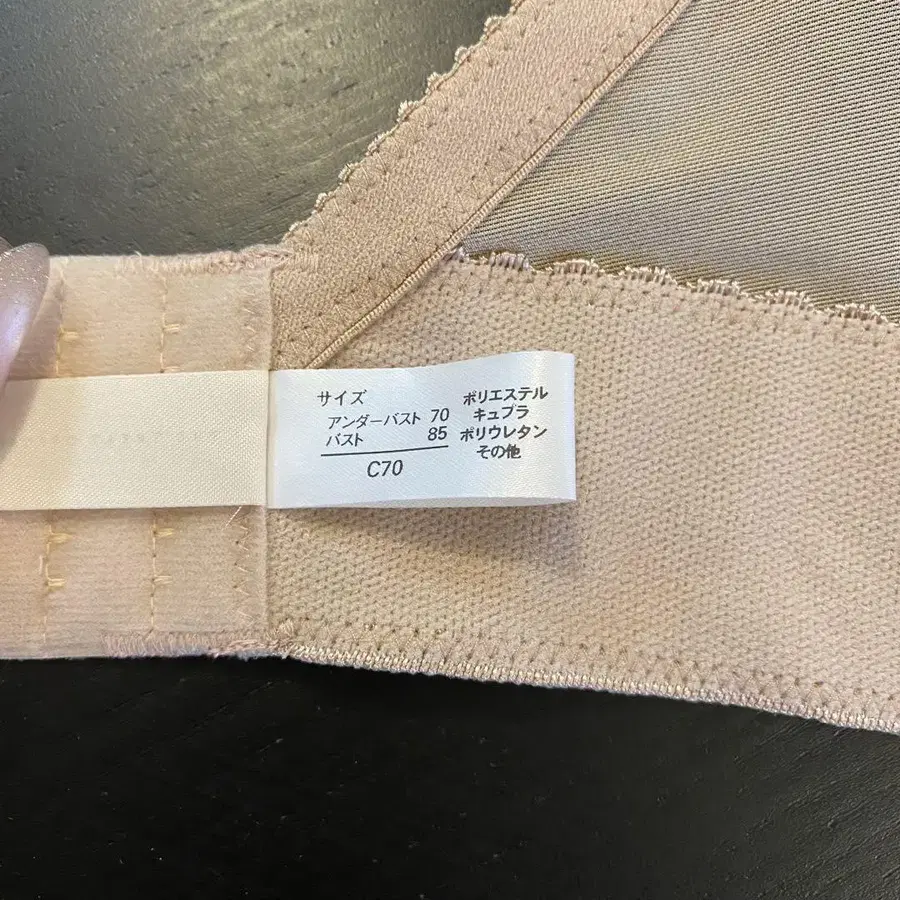 サイズ
アンダーバスト 70
バスト 85
C70
ポリエステル
キュプラ
ポリウレタン
その他